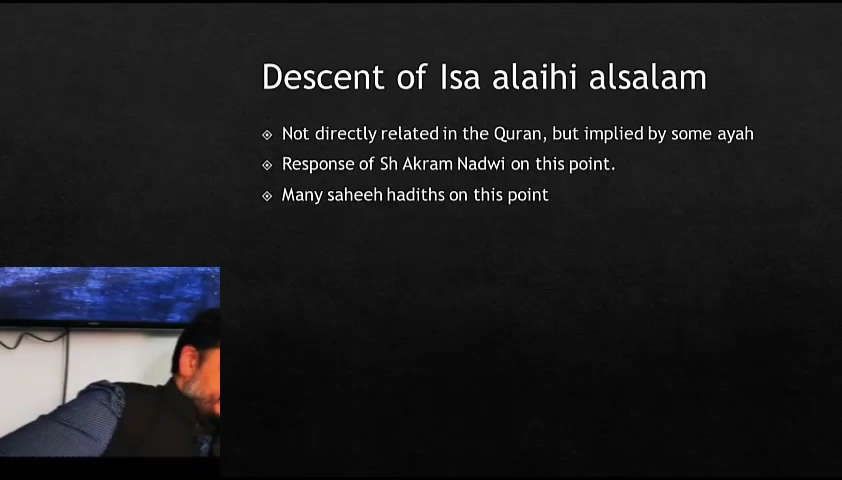 Descent of Isa alaihi alsalam
Not directly related in the Quran, but implied by some ayah
Response of Sh Akram Nadwi on this point.
Many saheeh hadiths on this point